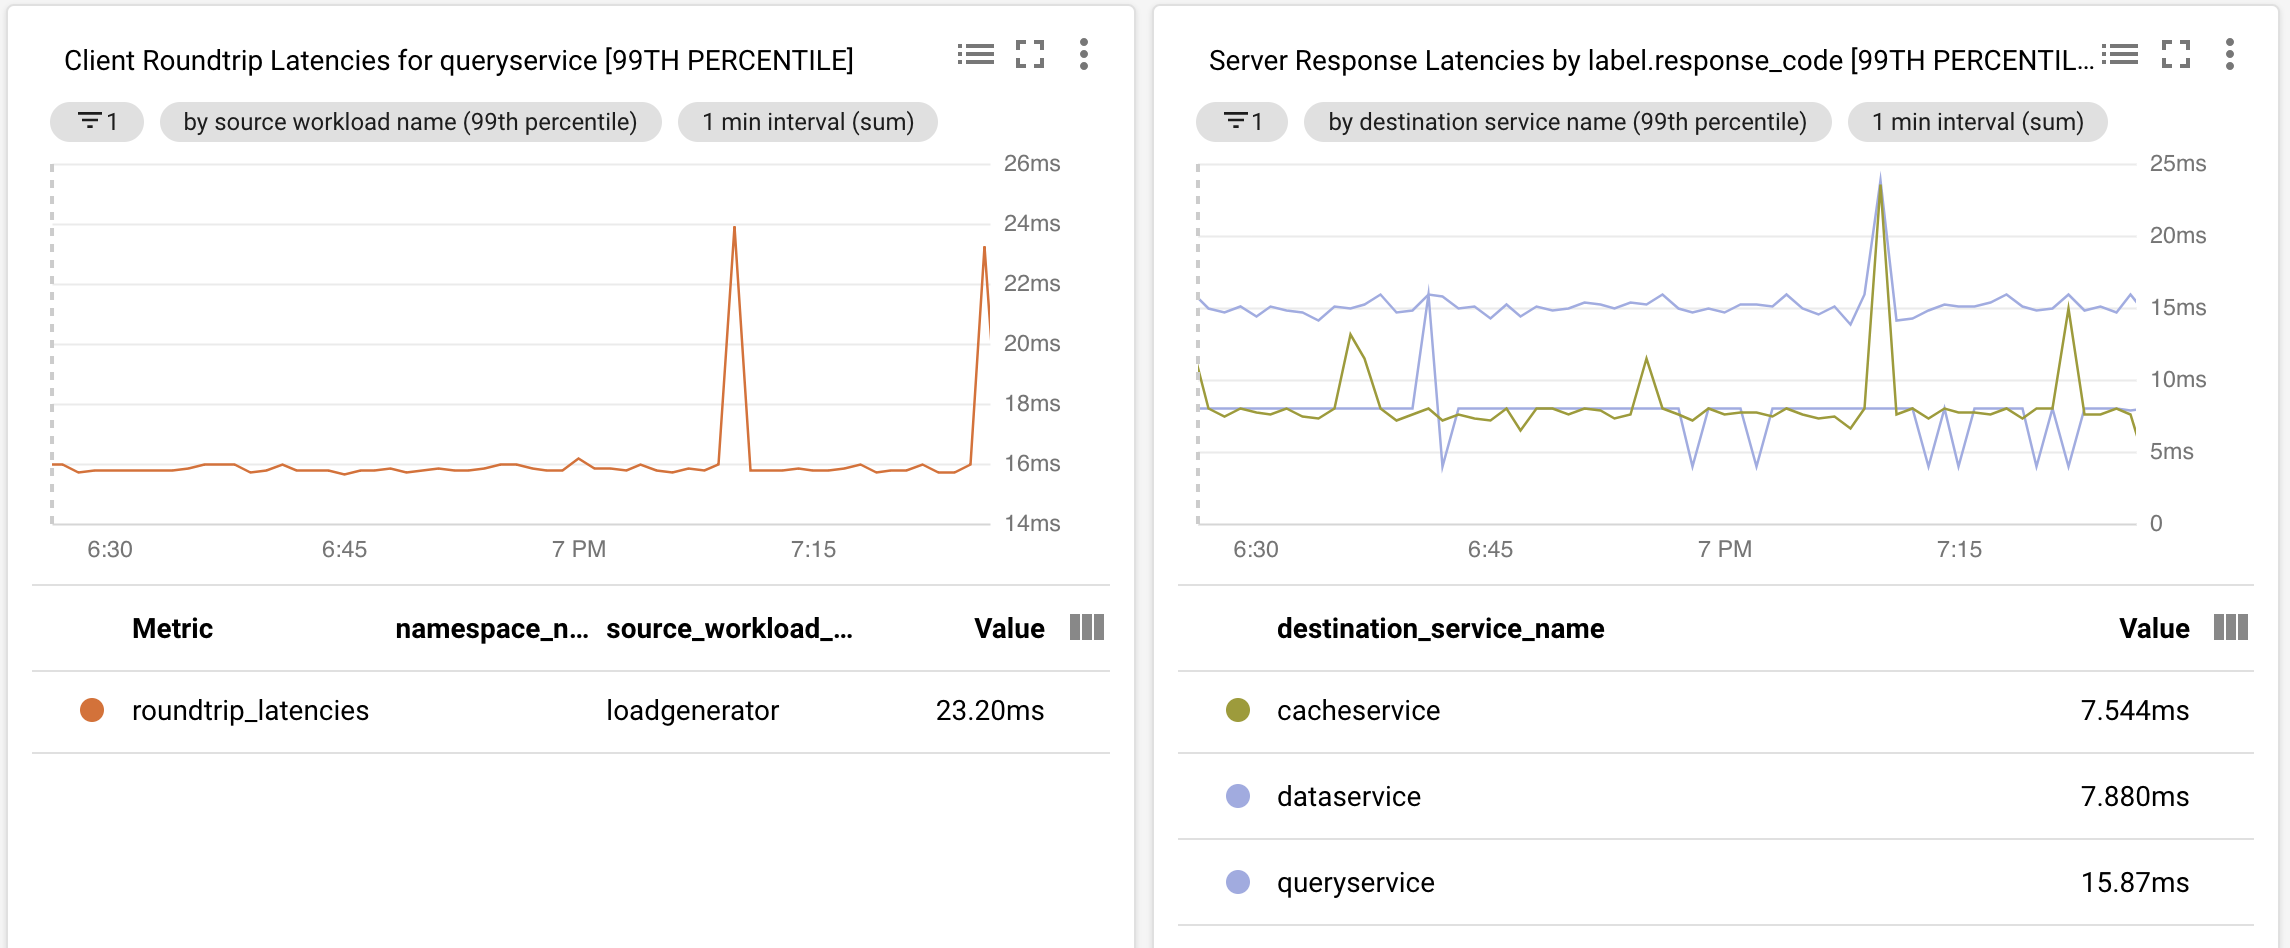 Client Roundtrip Latencies for queryservice [99TH PERCENTILE]
1
by source workload name (99th percentile)
1 min interval (sum)
26ms
24ms
22ms
20ms
18ms
16ms
14ms
6:30
6:45
7 PM
7:15
Metric namespace_n... source_workload_... Value
roundtrip_latencies loadgenerator 23.20ms
Server Response Latencies by label.response_code [99TH PERCENTIL...
1
by destination service name (99th percentile)
1 min interval (sum)
25ms
20ms
15ms
10ms
5ms
0
6:30
6:45
7 PM
7:15
destination_service_name Value
cacheservice 7.544ms
dataservice 7.880ms
queryservice 15.87ms